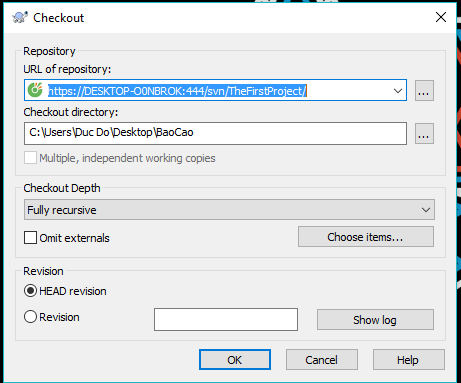 Checkout
Repository
URL of repository:
https://DESKTOP-O0NBROK:444/svn/TheFirstProject/
...
Checkout directory:
C:\Users\Duc Do\Desktop\BaoCao
...
Multiple, independent working copies
Checkout Depth
Fully recursive
Omit externals
Choose items...
Revision
HEAD revision
Revision
Show log
OK
Cancel
Help